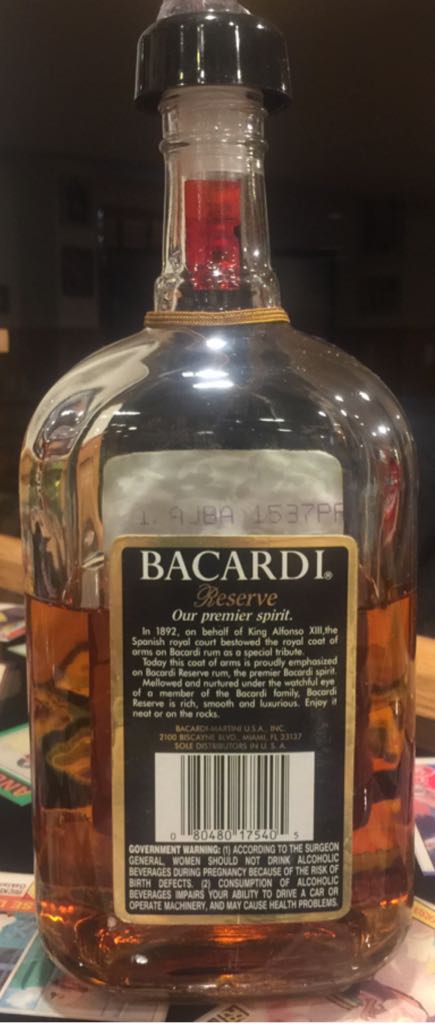 1. 9JBA 1537PR
BACARDI®
Reserve
Our premier spirit.
In 1892, on behalf of King Alfonso XIII,the
Spanish royal court bestowed the royal coat of
arms on Bacardi rum as a special tribute.
Today this coat of arms is proudly emphasized
on Bacardi Reserve rum, the premier Bacardi spirit.
Mellowed and nurtured under the watchful eye
of a member of the Bacardi family, Bacardi
Reserve is rich, smooth and luxurious. Enjoy it
neat or on the rocks.
BACARDI-MARTINI U.S.A., INC.
2100 BISCAYNE BLVD., MIAMI, FL 33137
SOLE DISTRIBUTORS IN U.S.A.
0 80480 17540 5
GOVERNMENT WARNING: (1) ACCORDING TO THE SURGEON
GENERAL, WOMEN SHOULD NOT DRINK ALCOHOLIC
BEVERAGES DURING PREGNANCY BECAUSE OF THE RISK OF
BIRTH DEFECTS. (2) CONSUMPTION OF ALCOHOLIC
BEVERAGES IMPAIRS YOUR ABILITY TO DRIVE A CAR OR
OPERATE MACHINERY, AND MAY CAUSE HEALTH PROBLEMS.